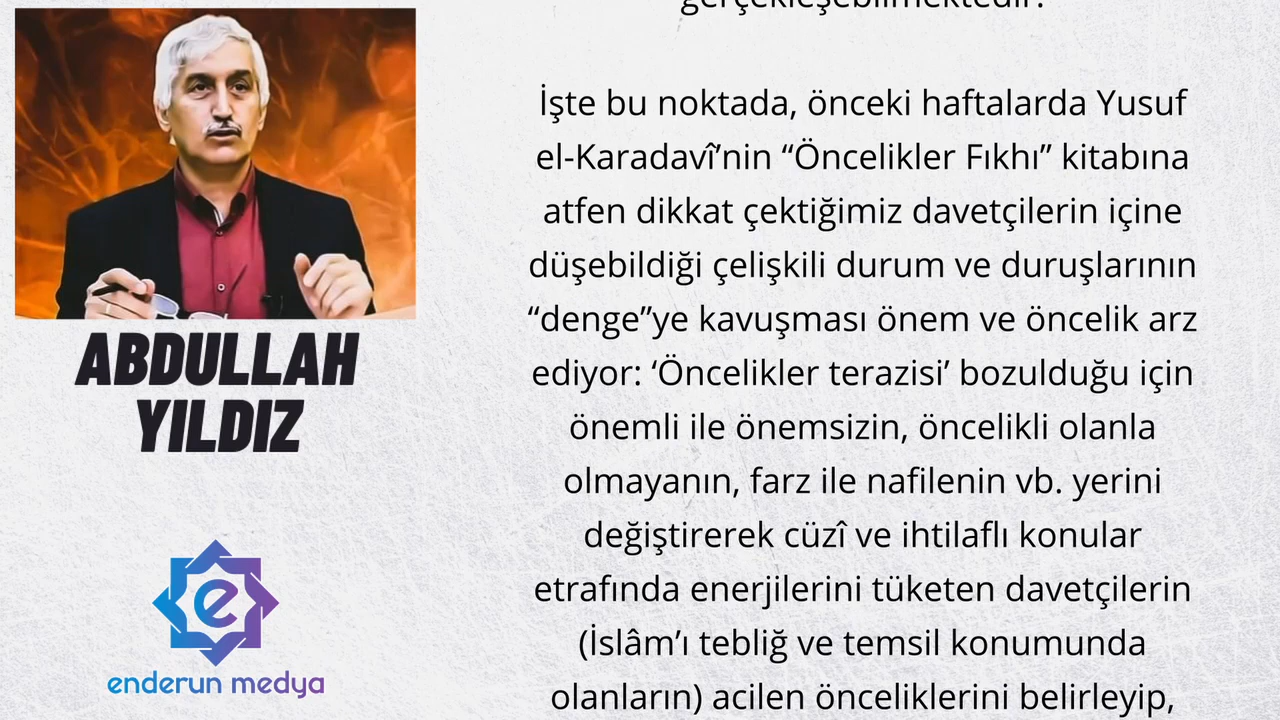 gerçekleşebilmektedir.
İşte bu noktada, önceki haftalarda Yusuf
el-Karadavî’nin “Öncelikler Fıkhı” kitabına
atfen dikkat çektiğimiz davetçilerin içine
düşebildiği çelişkili durum ve duruşlarının
“denge”ye kavuşması önem ve öncelik arz
ediyor: ‘Öncelikler terazisi’ bozulduğu için
önemli ile önemsizin, öncelikli olanla
olmayanın, farz ile nafilenin vb. yerini
değiştirerek cüzî ve ihtilaflı konular
etrafında enerjilerini tüketen davetçilerin
(İslâm’ı tebliğ ve temsil konumunda
olanların) acilen önceliklerini belirleyip,
ABDULLAH
YILDIZ
e
enderun medya